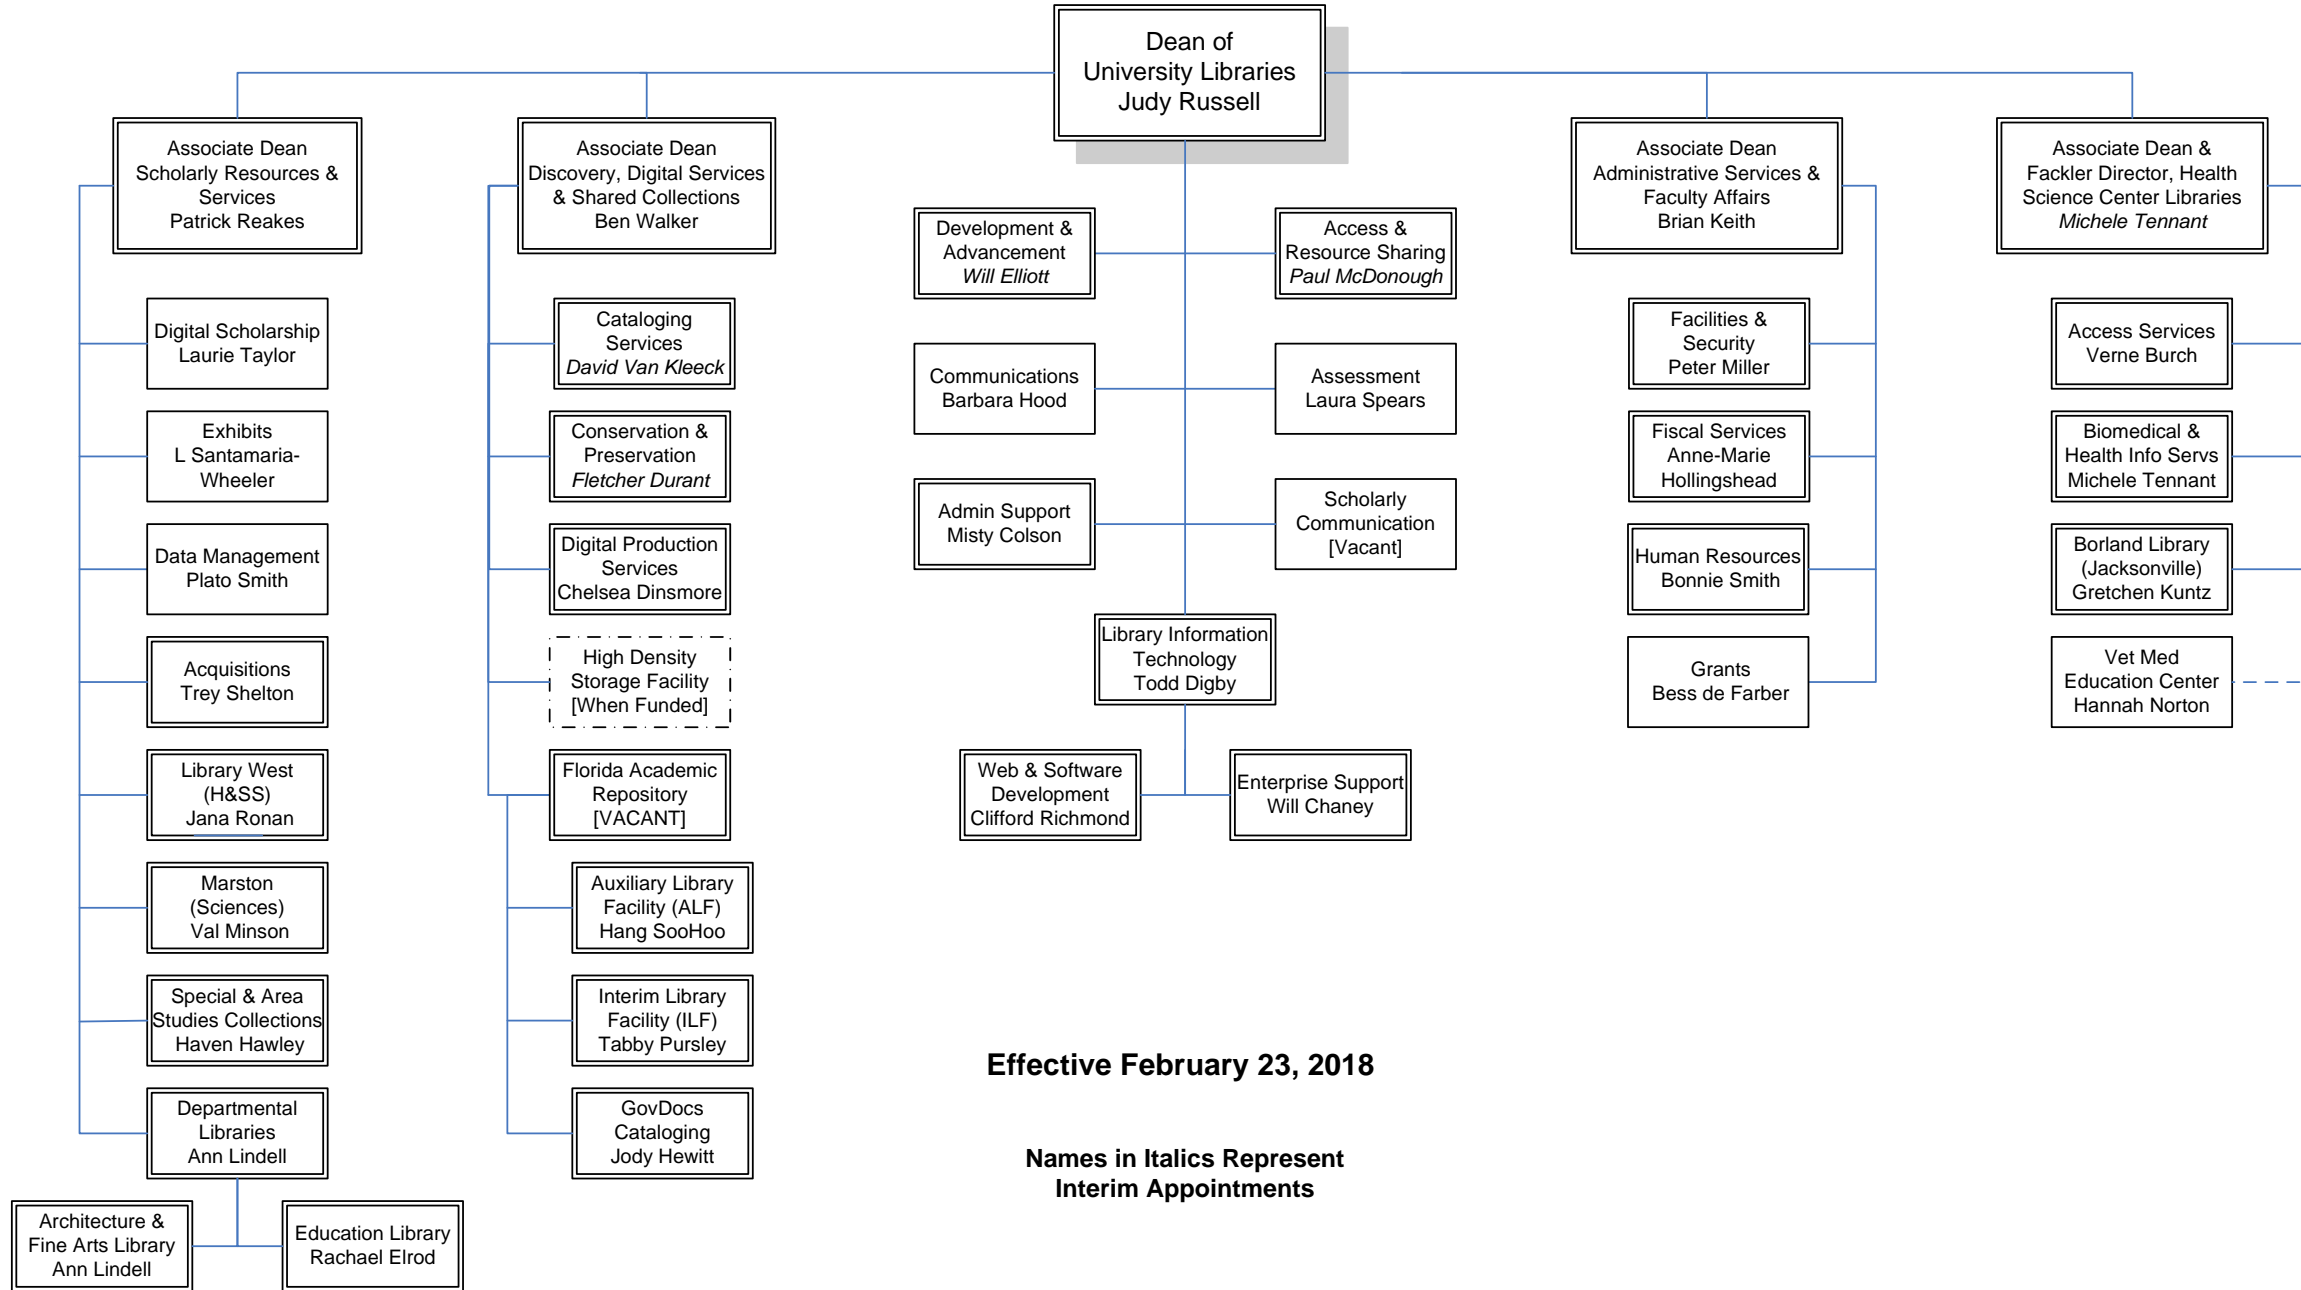 Dean of
University Libraries
Judy Russell
Associate Dean
Scholarly Resources &
Services
Patrick Reakes
Digital Scholarship
Laurie Taylor
Exhibits
L Santamaria-
Wheeler
Data Management
Plato Smith
Acquisitions
Trey Shelton
Library West
(H&SS)
Jana Ronan
Marston
(Sciences)
Val Minson
Special & Area
Studies Collections
Haven Hawley
Departmental
Libraries
Ann Lindell
Architecture &
Fine Arts Library
Ann Lindell
Education Library
Rachael Elrod
Associate Dean
Discovery, Digital Services
& Shared Collections
Ben Walker
Cataloging
Services
David Van Kleeck
Conservation &
Preservation
Fletcher Durant
Digital Production
Services
Chelsea Dinsmore
High Density
Storage Facility
[When Funded]
Florida Academic
Repository
[VACANT]
Auxiliary Library
Facility (ALF)
Hang SooHoo
Interim Library
Facility (ILF)
Tabby Pursley
GovDocs
Cataloging
Jody Hewitt
Development &
Advancement
Will Elliott
Access &
Resource Sharing
Paul McDonough
Communications
Barbara Hood
Assessment
Laura Spears
Admin Support
Misty Colson
Scholarly
Communication
[Vacant]
Library Information
Technology
Todd Digby
Web & Software
Development
Clifford Richmond
Enterprise Support
Will Chaney
Associate Dean
Administrative Services &
Faculty Affairs
Brian Keith
Facilities &
Security
Peter Miller
Fiscal Services
Anne-Marie
Hollingshead
Human Resources
Bonnie Smith
Grants
Bess de Farber
Associate Dean &
Fackler Director, Health
Science Center Libraries
Michele Tennant
Access Services
Verne Burch
Biomedical &
Health Info Servs
Michele Tennant
Borland Library
(Jacksonville)
Gretchen Kuntz
Vet Med
Education Center
Hannah Norton
Effective February 23, 2018
Names in Italics Represent
Interim Appointments